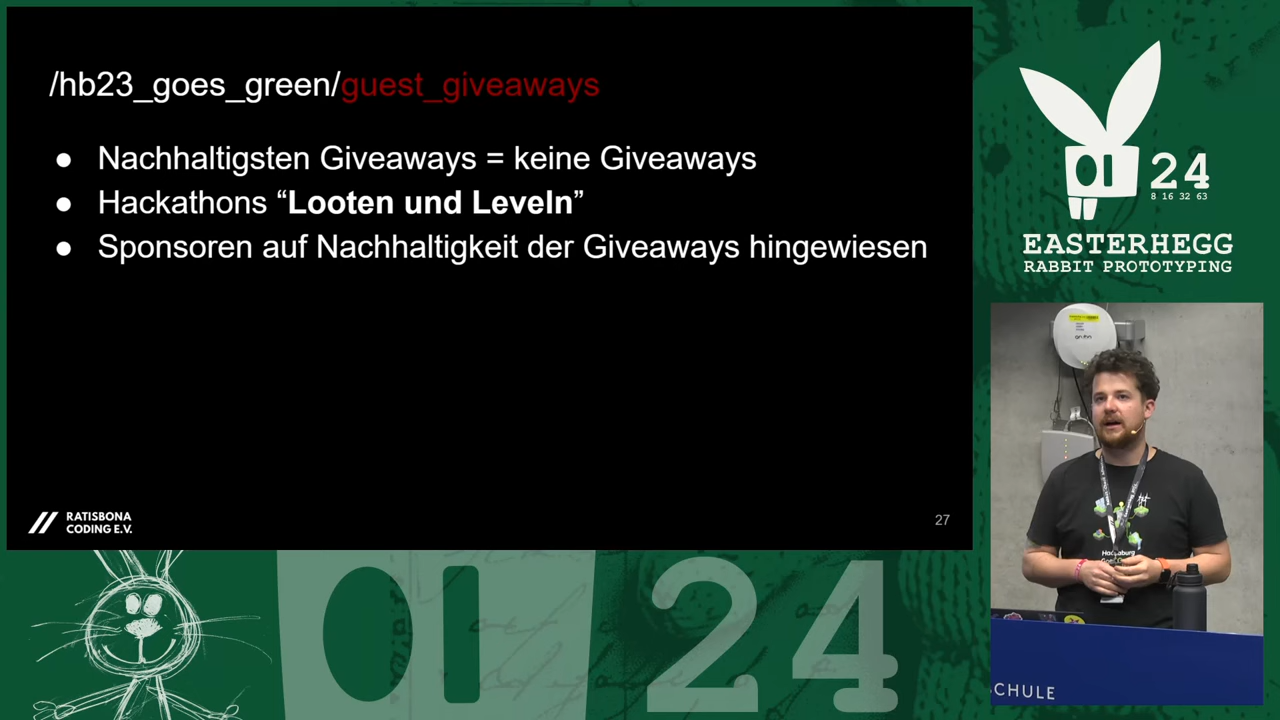 /hb23_goes_green/guest_giveaways
● Nachhaltigsten Giveaways = keine Giveaways
● Hackathons “Looten und Leveln”
● Sponsoren auf Nachhaltigkeit der Giveaways hingewiesen
RATISBONA
CODING E.V.
27
24
8 16 32 63
EASTERHEGG
RABBIT PROTOTYPING
CHULE
24